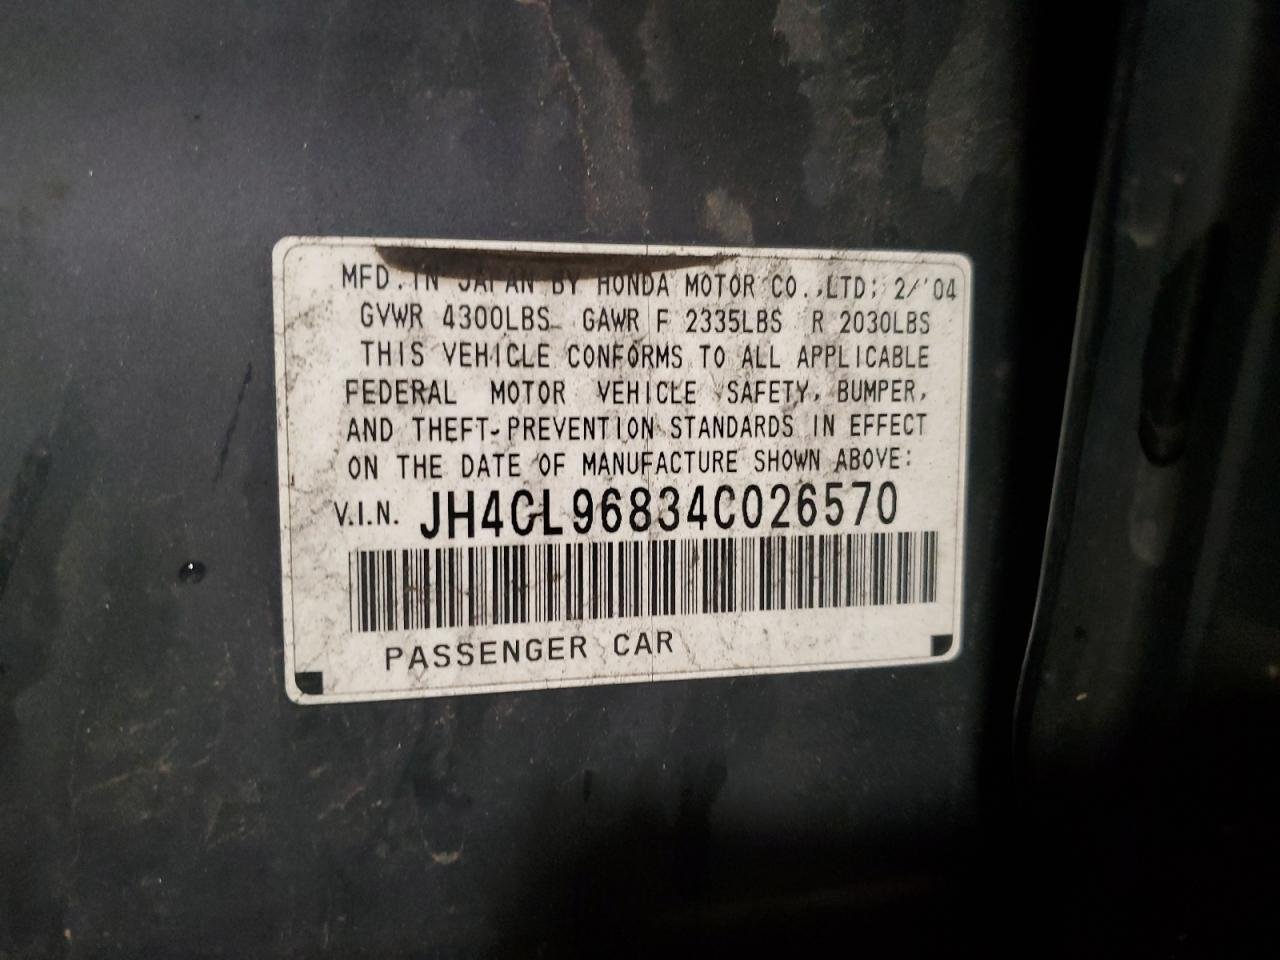 MFD. IN JAPAN BY HONDA MOTOR CO.,LTD; 2/'04
GVWR 4300LBS GAWR F 2335LBS R 2030LBS
THIS VEHICLE CONFORMS TO ALL APPLICABLE
FEDERAL MOTOR VEHICLE SAFETY, BUMPER,
AND THEFT-PREVENTION STANDARDS IN EFFECT
ON THE DATE OF MANUFACTURE SHOWN ABOVE:
V.I.N. JH4CL96834C026570
PASSENGER CAR